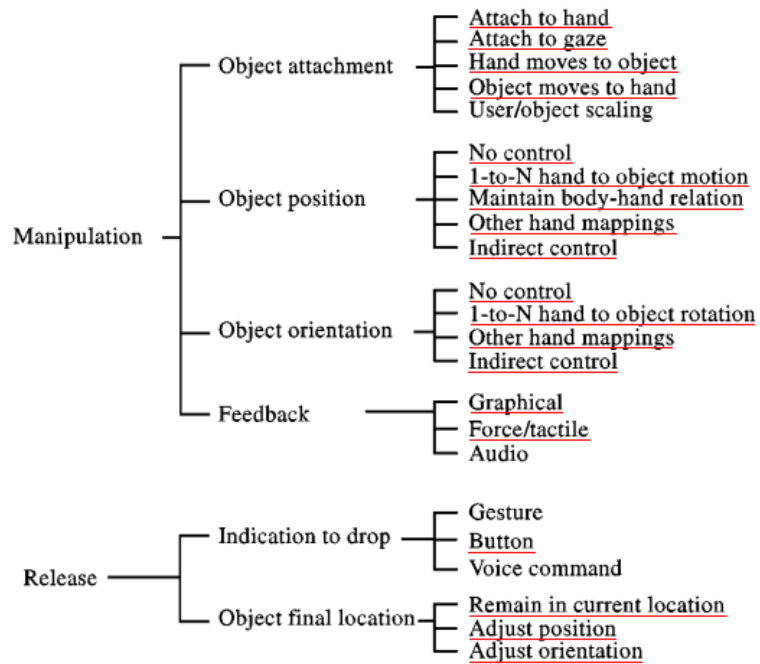 Attach to hand
Attach to gaze
Object attachment
Hand moves to object
Object moves to hand
User/object scaling
No control
1-to-N hand to object motion
Object position
Maintain body-hand relation
Other hand mappings
Manipulation
Indirect control
No control
1-to-N hand to object rotation
Object orientation
Other hand mappings
Indirect control
Feedback
Graphical
Force/tactile
Audio
Gesture
Indication to drop
Button
Voice command
Release
Remain in current location
Object final location
Adjust position
Adjust orientation